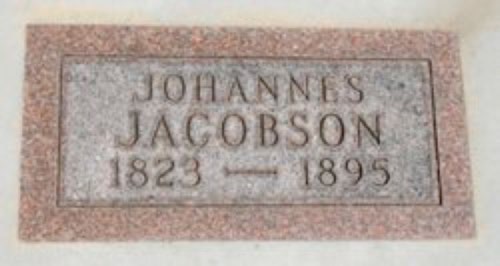 JOHANNES
JACOBSON
1823 — 1895